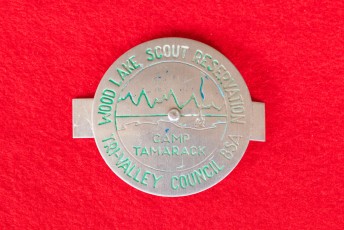 WOOD LAKE SCOUT RESERVATION
CAMP
TAMARACK
TRI-VALLEY COUNCIL BSA